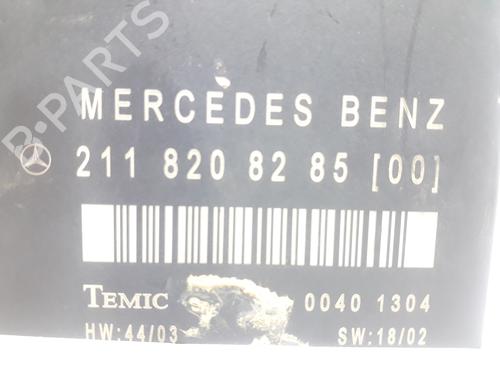 B-PARTS
MERCEDES BENZ
211 820 82 85 [00]
TEMIC 0040 1304
HW:44/03 SW:18/02